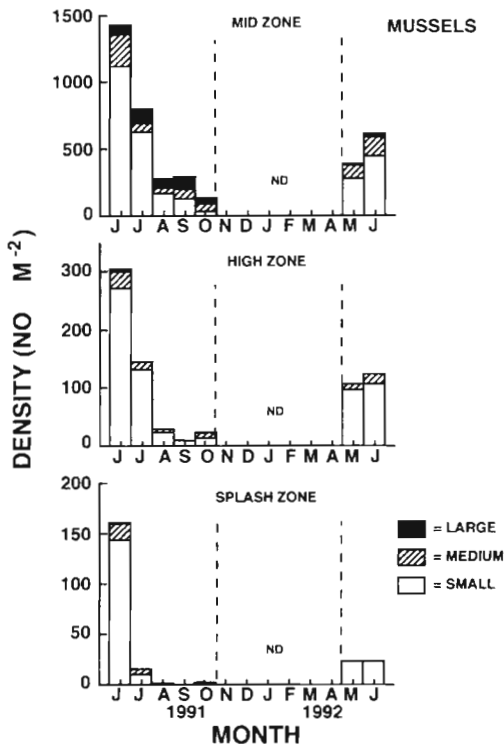 MID ZONE
MUSSELS
1500
1000
500
0
ND
J J A S O N D J F M A M J
HIGH ZONE
300
200
100
0
ND
J J A S O N D J F M A M J
SPLASH ZONE
200
150
100
50
0
ND
J J A S O N D J F M A M J
1991 1992
MONTH
DENSITY (NO M-2)
= LARGE
= MEDIUM
= SMALL